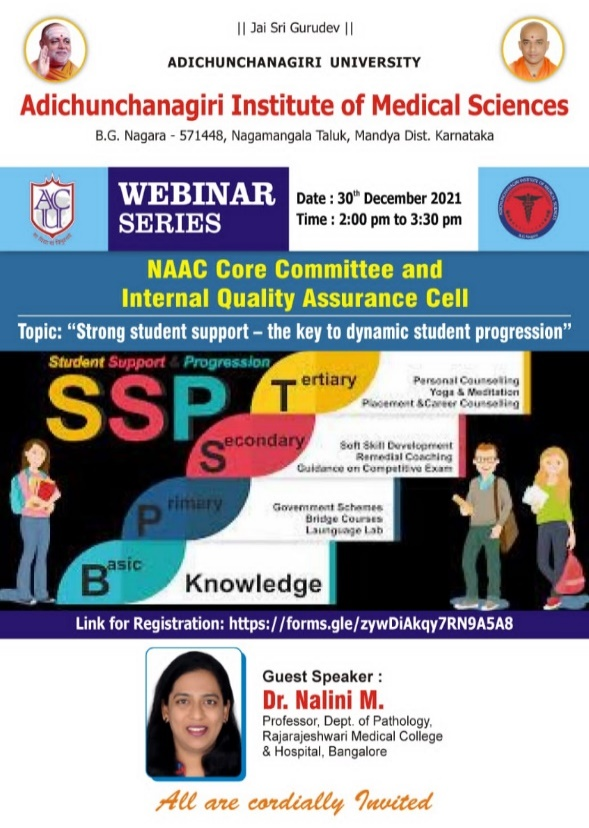 || Jai Sri Gurudev ||
ADICHUNCHANAGIRI UNIVERSITY
Adichunchanagiri Institute of Medical Sciences
B.G. Nagara - 571448, Nagamangala Taluk, Mandya Dist. Karnataka
ACU
WEBINAR
SERIES
Date : 30th December 2021
Time : 2:00 pm to 3:30 pm
NAAC Core Committee and
Internal Quality Assurance Cell
Topic: “Strong student support – the key to dynamic student progression”
Student Support & Progression
SSP
Tertiary
Personal Counselling
Yoga & Meditation
Placement &Career Counselling
Secondary
Soft Skill Development
Remedial Coaching
Guidance on Competitive Exam
Primary
Government Schemes
Bridge Courses
Launguage Lab
Basic
Knowledge
Link for Registration: https://forms.gle/zywDiAkqy7RN9A5A8
Guest Speaker :
Dr. Nalini M.
Professor, Dept. of Pathology,
Rajarajeshwari Medical College
& Hospital, Bangalore
All are cordially Invited